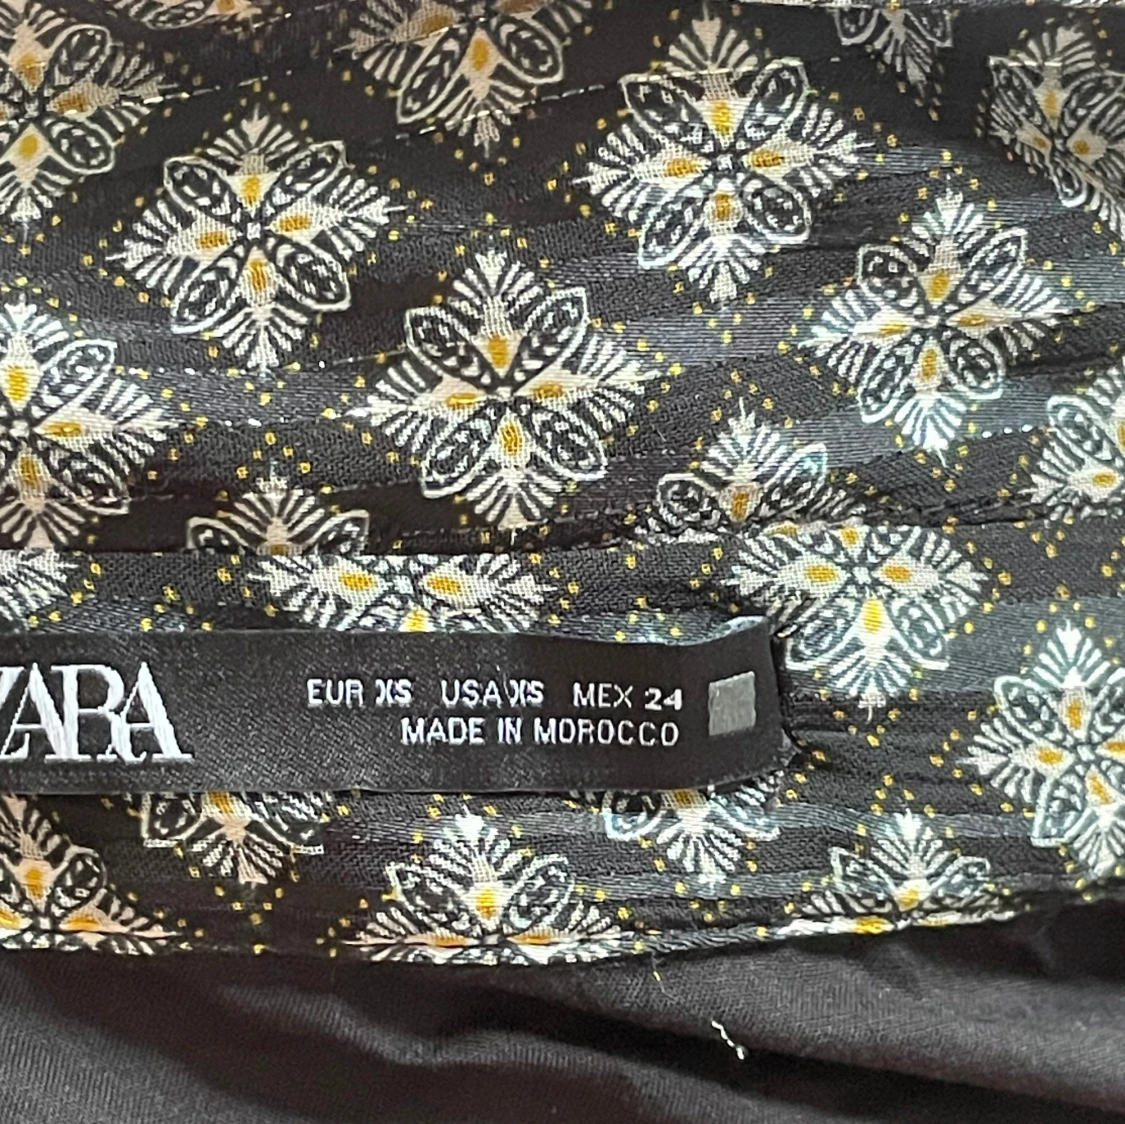 ZARA
EUR XS USA XS MEX 24
MADE IN MOROCCO